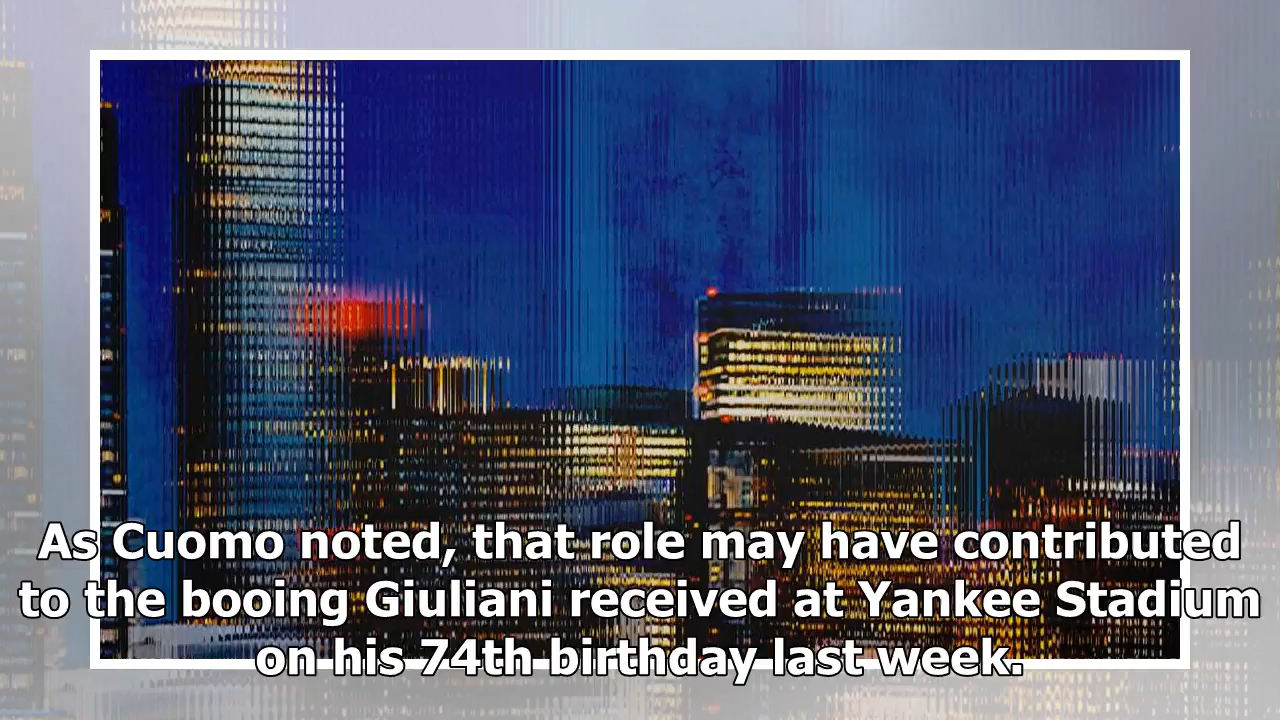 As Cuomo noted, that role may have contributed
to the booing Giuliani received at Yankee Stadium
on his 74th birthday last week.